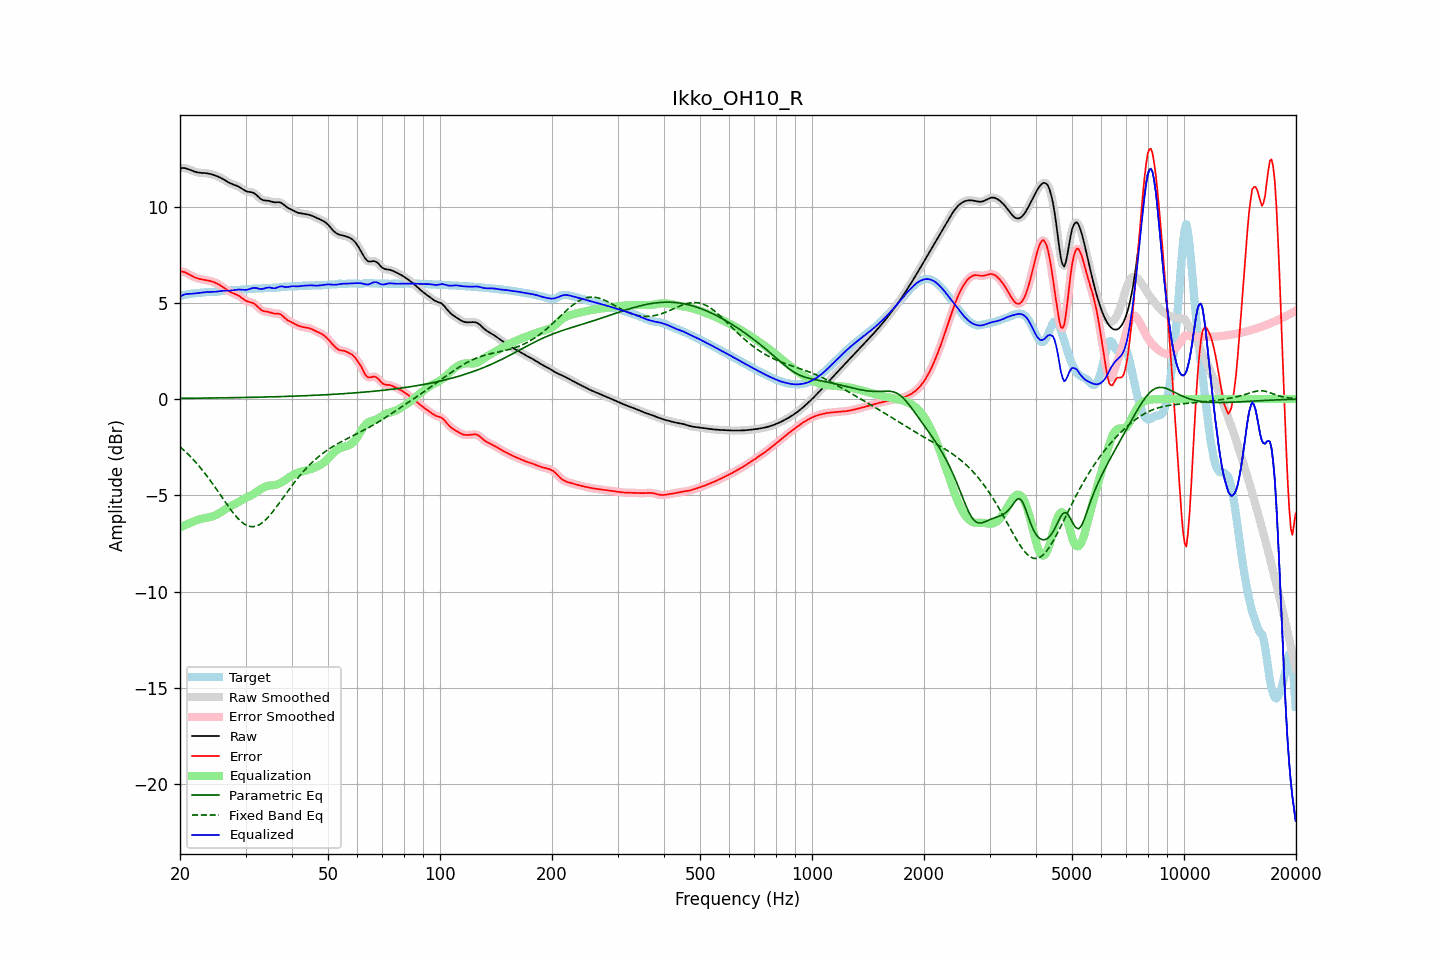 Ikko_OH10_R
Amplitude (dBr)
10
5
0
−5
−10
−15
−20
Target
Raw Smoothed
Error Smoothed
Raw
Error
Equalization
Parametric Eq
Fixed Band Eq
Equalized
20 50 100 200 500 1000 2000 5000 10000 20000
Frequency (Hz)